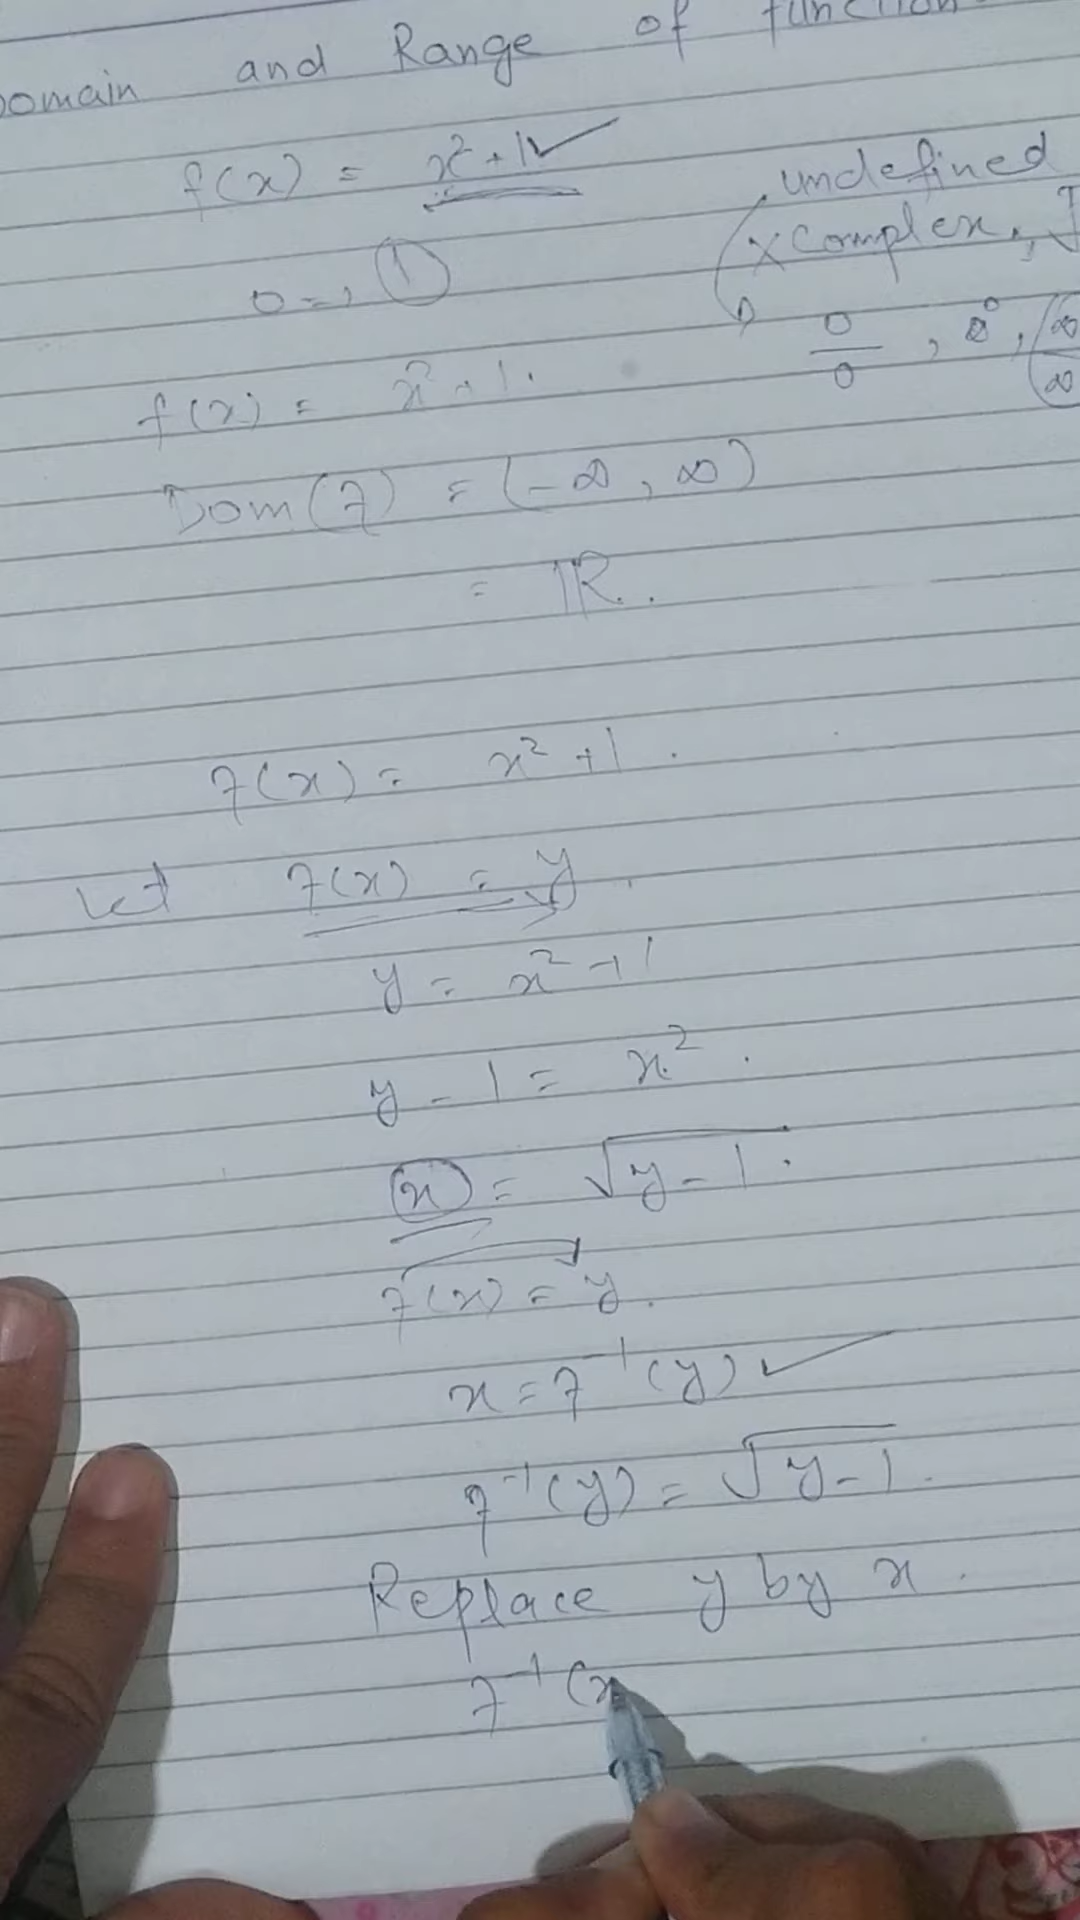 Domain and Range of function
f(x) = x²+1 ✓
undefined
× Complex,
0 = , ①
0/0 , 0⁰ , ∞/∞
f(x) = x²+1.
Dom(f) = (-∞, ∞)
= ℝ.
f(x) = x²+1.
Let f(x) = y
y = x²+1
y - 1 = x².
x = √(y-1).
f(x) = y.
x = f⁻¹(y) ✓
f⁻¹(y) = √(y-1).
Replace y by x.
f⁻¹(x